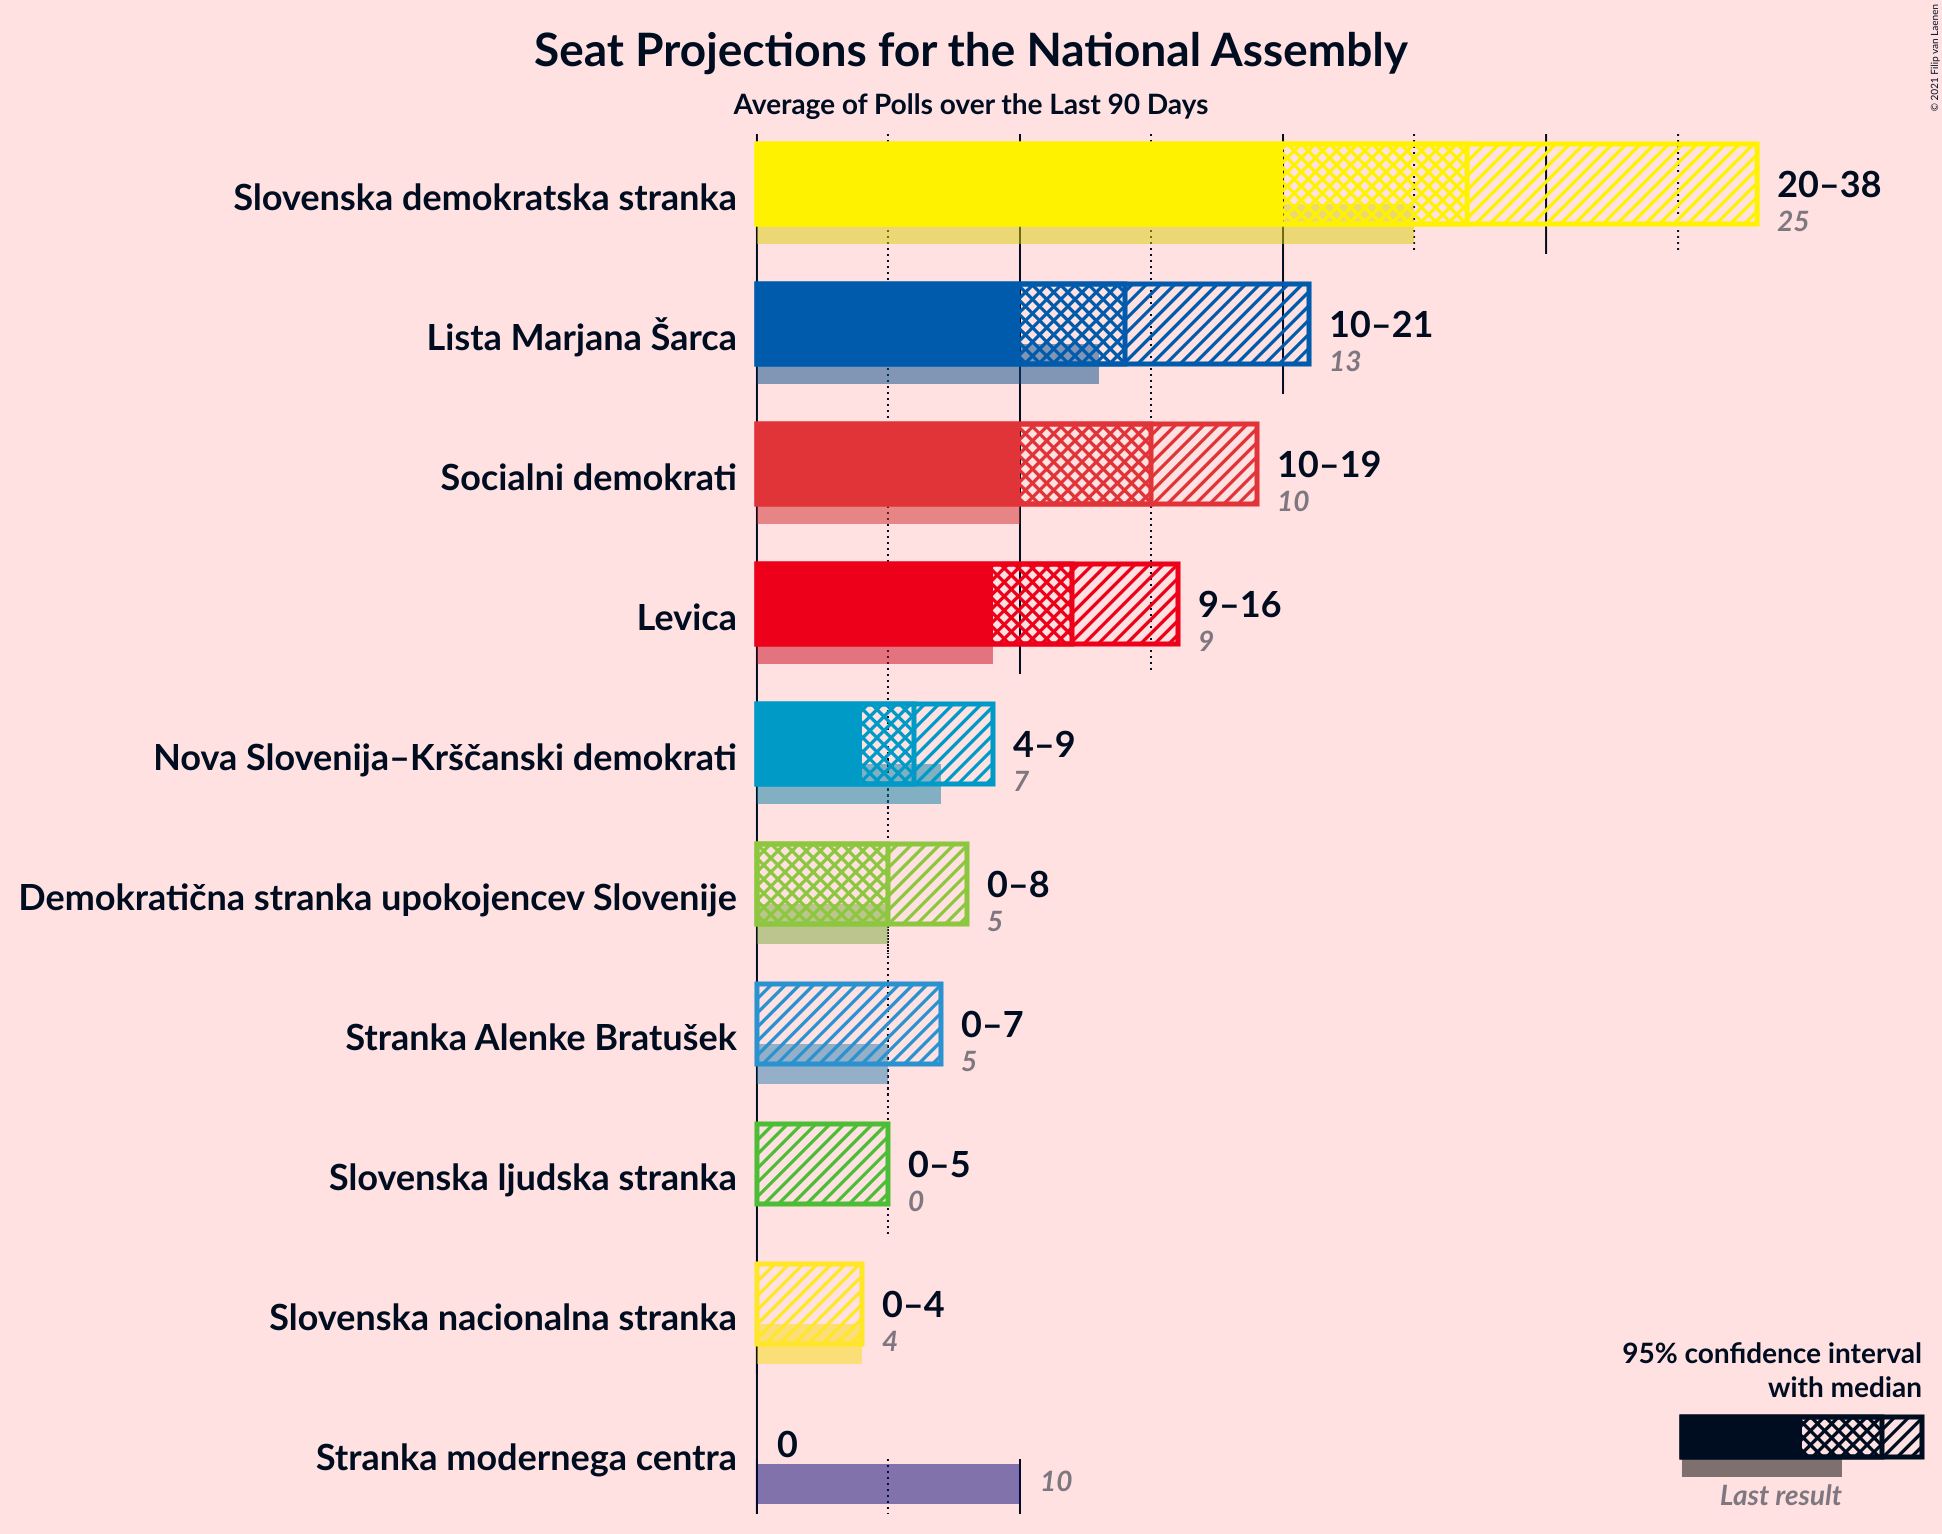 Seat Projections for the National Assembly
Average of Polls over the Last 90 Days
© 2021 Filip van Laenen
Slovenska demokratska stranka
20–38
25
Lista Marjana Šarca
10–21
13
Socialni demokrati
10–19
10
Levica
9–16
9
Nova Slovenija–Krščanski demokrati
4–9
7
Demokratična stranka upokojencev Slovenije
0–8
5
Stranka Alenke Bratušek
0–7
5
Slovenska ljudska stranka
0–5
0
Slovenska nacionalna stranka
0–4
4
Stranka modernega centra
0
10
95% confidence interval
with median
Last result